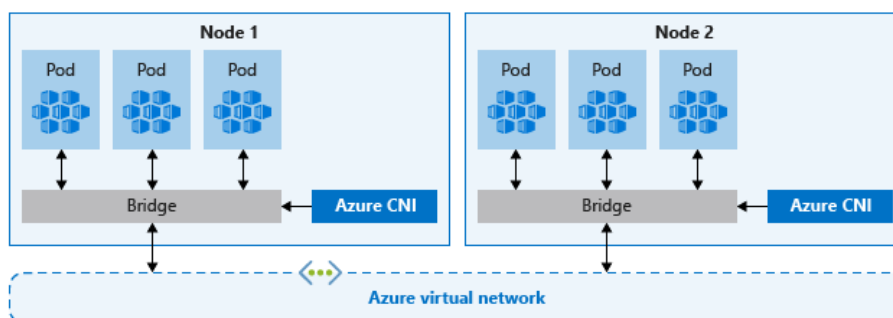 Node 1
Pod
Pod
Pod
Bridge
Azure CNI
Node 2
Pod
Pod
Pod
Bridge
Azure CNI
Azure virtual network